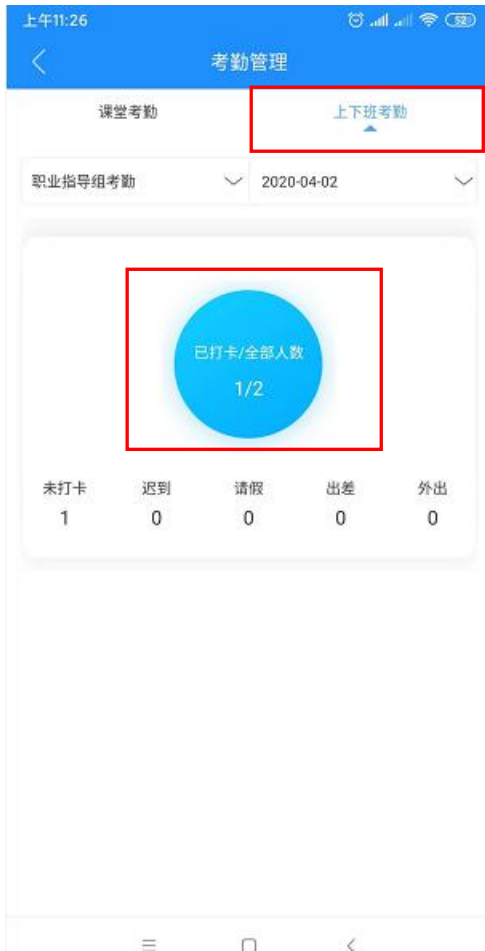 上午11:26 52
考勤管理
课堂考勤 上下班考勤
职业指导组考勤 2020-04-02
已打卡/全部人数
1/2
未打卡 迟到 请假 出差 外出
1 0 0 0 0